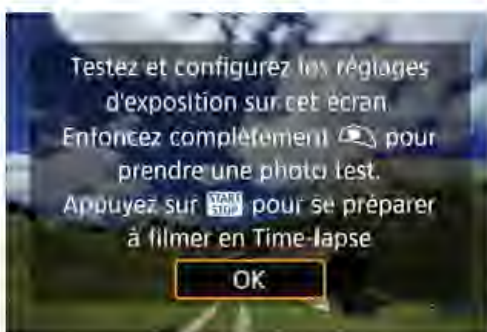 Testez et configurez les réglages
d'exposition sur cet écran
Enfoncez complètement pour
prendre une photo test.
Appuyez sur START STOP pour se préparer
à filmer en Time-lapse
OK